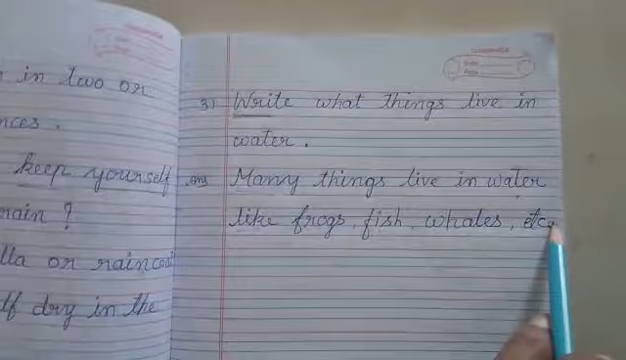 in two or
nces.
keep yourself
rain?
lla or raincoat
lf dry in the
3) Write what things live in
water.
ans Many things live in water
like frogs, fish, whales, etc.